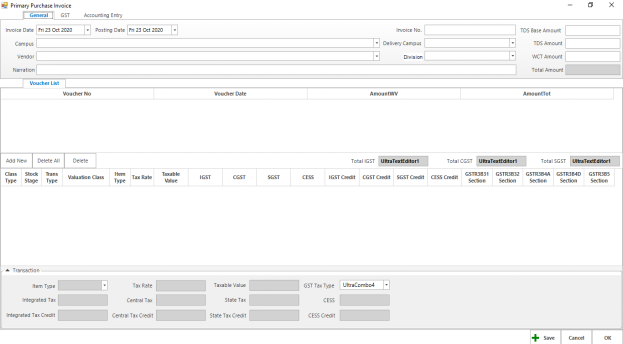 Primary Purchase Invoice
General GST Accounting Entry
Invoice Date Fri 23 Oct 2020 Posting Date Fri 23 Oct 2020 Invoice No. TDS Base Amount
Campus Delivery Campus TDS Amount
Vendor Division WCT Amount
Narration Total Amount
Voucher List
Voucher No Voucher Date AmountWV AmountTot
Add New Delete All Delete Total IGST UltraTextEditor1 Total CGST UltraTextEditor1 Total SGST UltraTextEditor1
Class Type Stock Stage Trans Type Valuation Class Item Type Tax Rate Taxable Value IGST CGST SGST CESS IGST Credit CGST Credit SGST Credit CESS Credit GSTR3B31 Section GSTR3B32 Section GSTR3B4A Section GSTR3B4D Section GSTR3B5 Section
Transaction
Item Type Tax Rate Taxable Value GST Tax Type UltraCombo4
Integrated Tax Central Tax State Tax CESS
Integrated Tax Credit Central Tax Credit State Tax Credit CESS Credit
Save Cancel OK